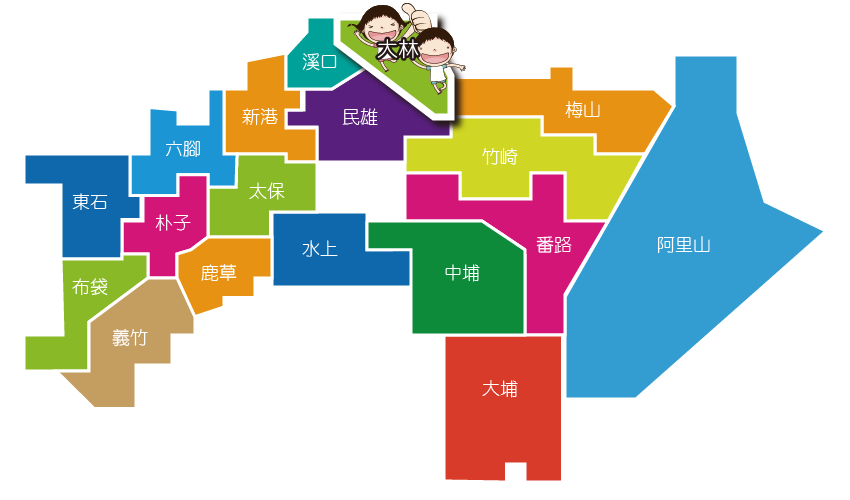 大林
溪口
梅山
新港
民雄
六腳
竹崎
太保
東石
朴子
水上
番路
阿里山
鹿草
中埔
布袋
義竹
大埔